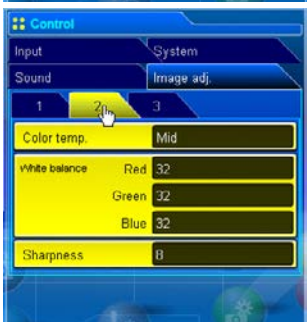 Control
Input System
Sound Image adj.
1 2 3
Color temp. Mid
White balance Red 32
Green 32
Blue 32
Sharpness 8